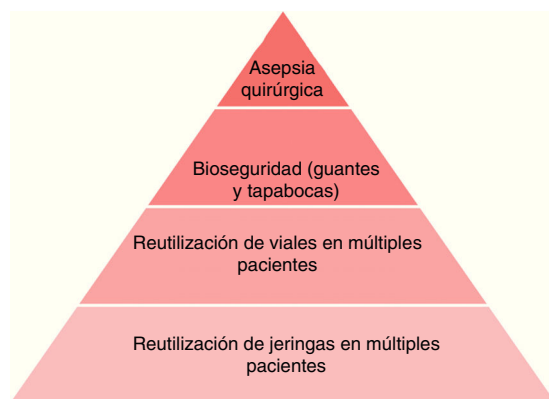 Asepsia
quirúrgica
Bioseguridad (guantes
y tapabocas)
Reutilización de viales en múltiples
pacientes
Reutilización de jeringas en múltiples
pacientes